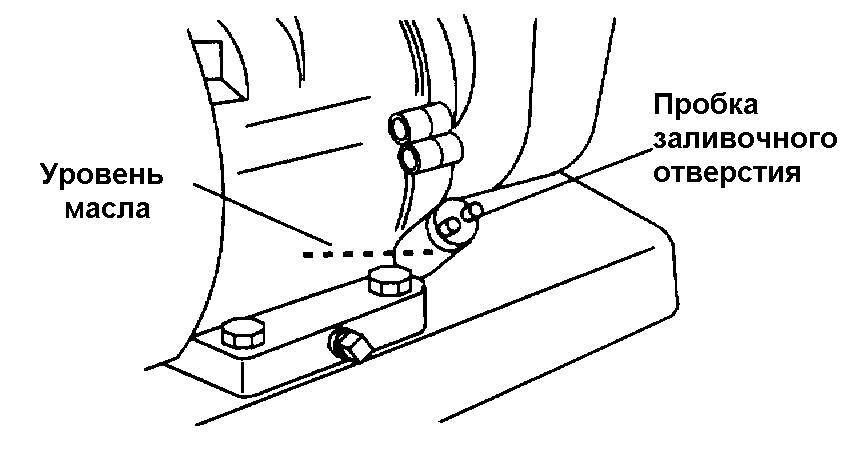 Уровень
масла
Пробка
заливочного
отверстия